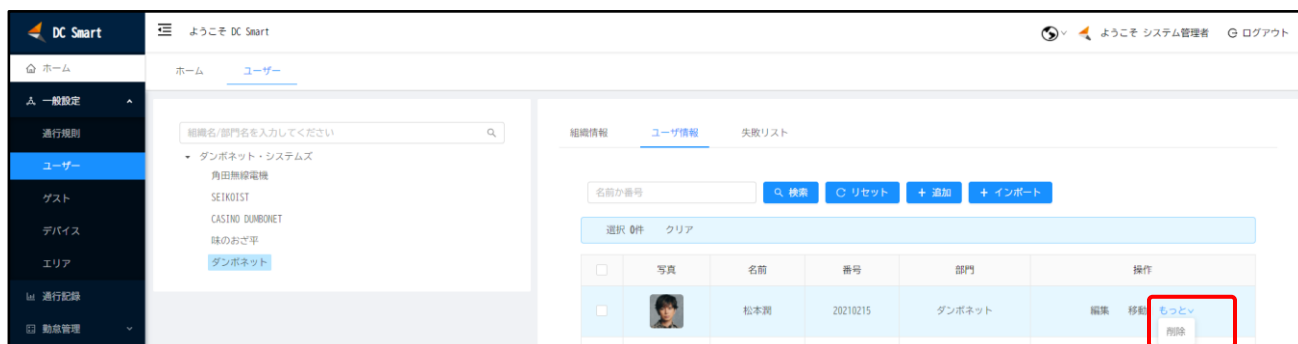 DC Smart
ようこそ DC Smart
ようこそ システム管理者
ログアウト
ホーム
ホーム
ユーザー
一般設定
通行規則
ユーザー
ゲスト
デバイス
エリア
通行記録
勤怠管理
組織名/部門名を入力してください
ダンボネット・システムズ
角田無線電機
SEIKOIST
CASINO DUMBONET
味のおざ平
ダンボネット
組織情報 ユーザ情報 失敗リスト
名前か番号
検索 リセット + 追加 + インポート
選択 0件 クリア
写真 名前 番号 部門 操作
松本潤 20210215 ダンボネット 編集 移動 もっと
削除